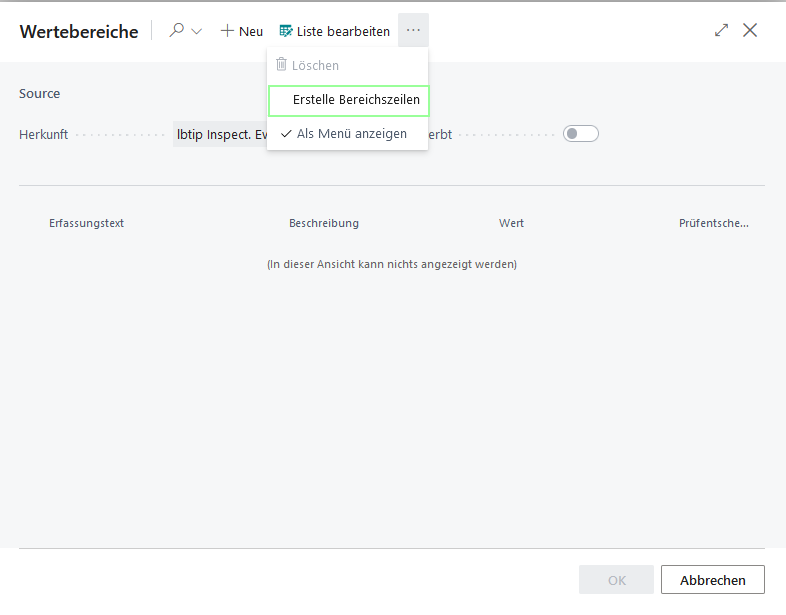 Wertebereiche
Neu
Liste bearbeiten
...
Löschen
Source
Erstelle Bereichszeilen
Herkunft
lbtip Inspect. Ev
Als Menü anzeigen
erbt
Erfassungstext
Beschreibung
Wert
Prüfentsche...
(In dieser Ansicht kann nichts angezeigt werden)
OK
Abbrechen